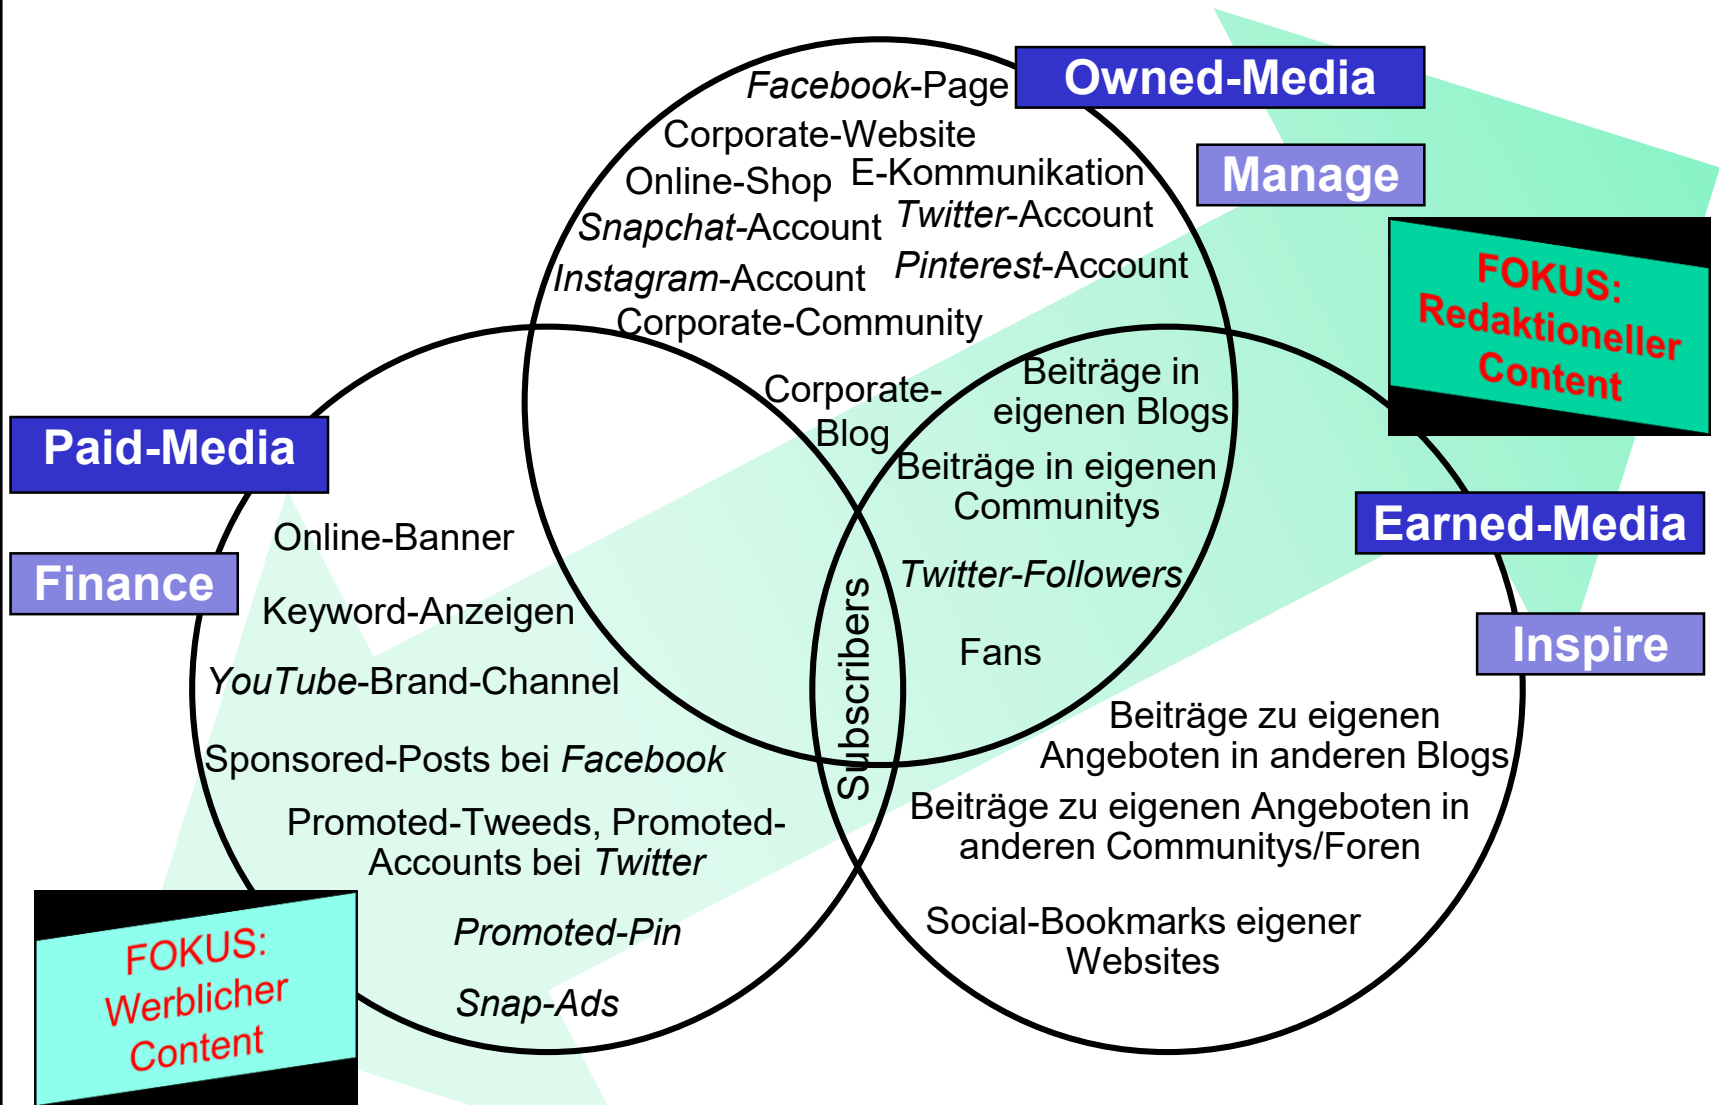 Facebook-Page
Owned-Media
Corporate-Website
Manage
Online-Shop
E-Kommunikation
Snapchat-Account
Twitter-Account
Instagram-Account
Pinterest-Account
Corporate-Community
FOKUS:
Redaktioneller
Content
Corporate-
Blog
Beiträge in
eigenen Blogs
Beiträge in eigenen
Communitys
Twitter-Followers
Fans
Subscribers
Paid-Media
Finance
Online-Banner
Keyword-Anzeigen
YouTube-Brand-Channel
Sponsored-Posts bei Facebook
Promoted-Tweeds, Promoted-
Accounts bei Twitter
Promoted-Pin
Snap-Ads
FOKUS:
Werblicher
Content
Earned-Media
Inspire
Beiträge zu eigenen
Angeboten in anderen Blogs
Beiträge zu eigenen Angeboten in
anderen Communitys/Foren
Social-Bookmarks eigener
Websites